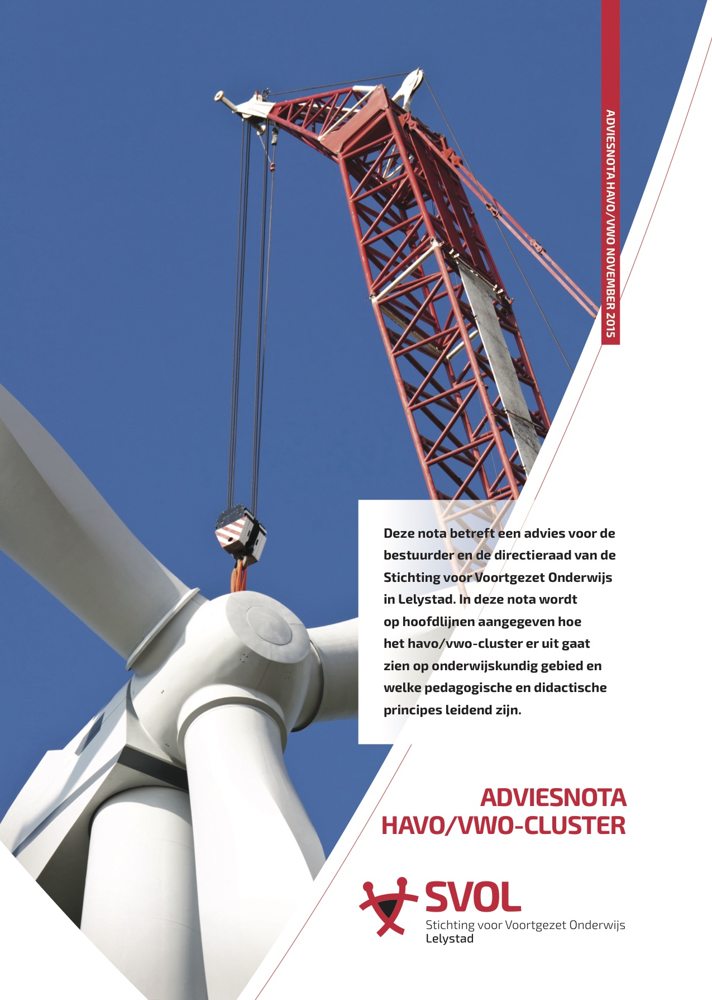 ADVIESNOTA HAVO/VWO NOVEMBER 2015
Deze nota betreft een advies voor de
bestuurder en de directieraad van de
Stichting voor Voortgezet Onderwijs
in Lelystad. In deze nota wordt
op hoofdlijnen aangegeven hoe
het havo/vwo-cluster er uit gaat
zien op onderwijskundig gebied en
welke pedagogische en didactische
principes leidend zijn.
ADVIESNOTA
HAVO/VWO-CLUSTER
SVOL
Stichting voor Voortgezet Onderwijs
Lelystad